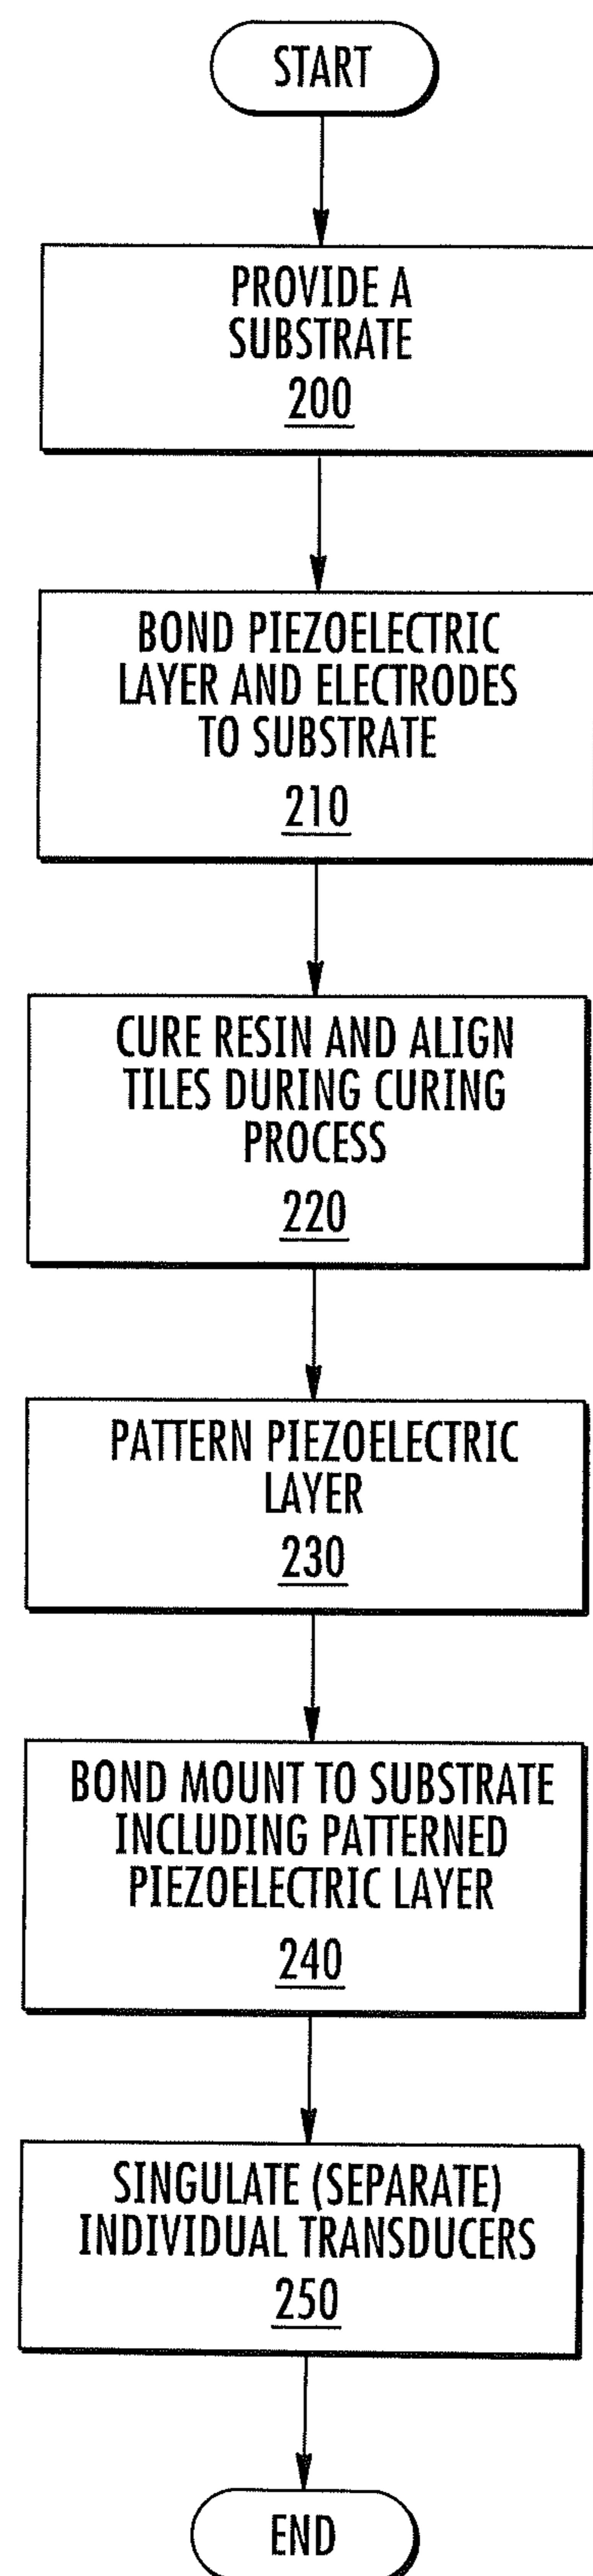 START
PROVIDE A
SUBSTRATE
200
BOND PIEZOELECTRIC
LAYER AND ELECTRODES
TO SUBSTRATE
210
CURE RESIN AND ALIGN
TILES DURING CURING
PROCESS
220
PATTERN PIEZOELECTRIC
LAYER
230
BOND MOUNT TO SUBSTRATE
INCLUDING PATTERNED
PIEZOELECTRIC LAYER
240
SINGULATE (SEPARATE)
INDIVIDUAL TRANSDUCERS
250
END